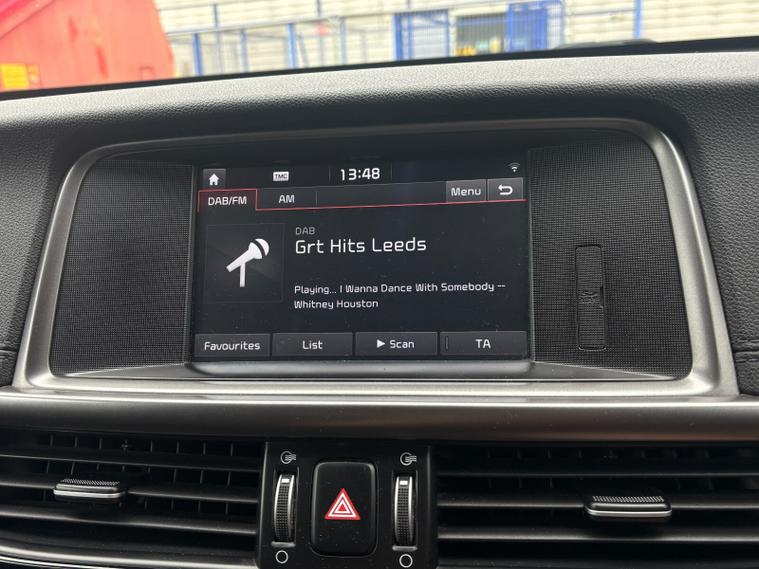 TMC
13:48
DAB/FM
AM
Menu
DAB
Grt Hits Leeds
Playing... I Wanna Dance With Somebody --
Whitney Houston
Favourites
List
Scan
TA